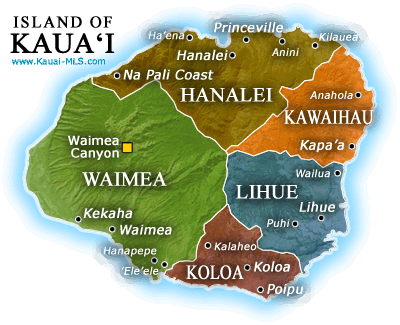 ISLAND OF
KAUAʻI
www.Kauai-MLS.com
Ha'ena
Princeville
Hanalei
Anini
Kilauea
Na Pali Coast
HANALEI
Anahola
KAWAIHAU
Kapa'a
Waimea
Canyon
WAIMEA
Wailua
LIHUE
Lihue
Puhi
Kekaha
Waimea
Hanapepe
'Ele'ele
Kalaheo
KOLOA
Koloa
Poipu